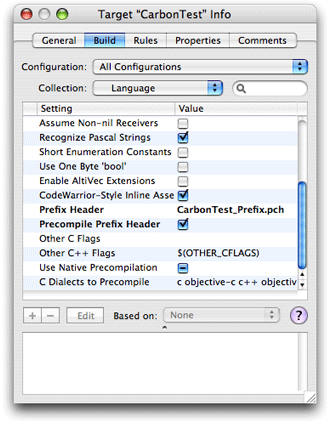 Target “CarbonTest” Info
General Build Rules Properties Comments
Configuration: All Configurations
Collection: Language
Setting Value
Assume Non-nil Receivers
Recognize Pascal Strings
Short Enumeration Constants
Use One Byte 'bool'
Enable AltiVec Extensions
CodeWarrior-Style Inline Asse
Prefix Header CarbonTest_Prefix.pch
Precompile Prefix Header
Other C Flags
Other C++ Flags $(OTHER_CFLAGS)
Use Native Precompilation
C Dialects to Precompile c objective-c c++ objectiv
+ − Edit Based on: None ?